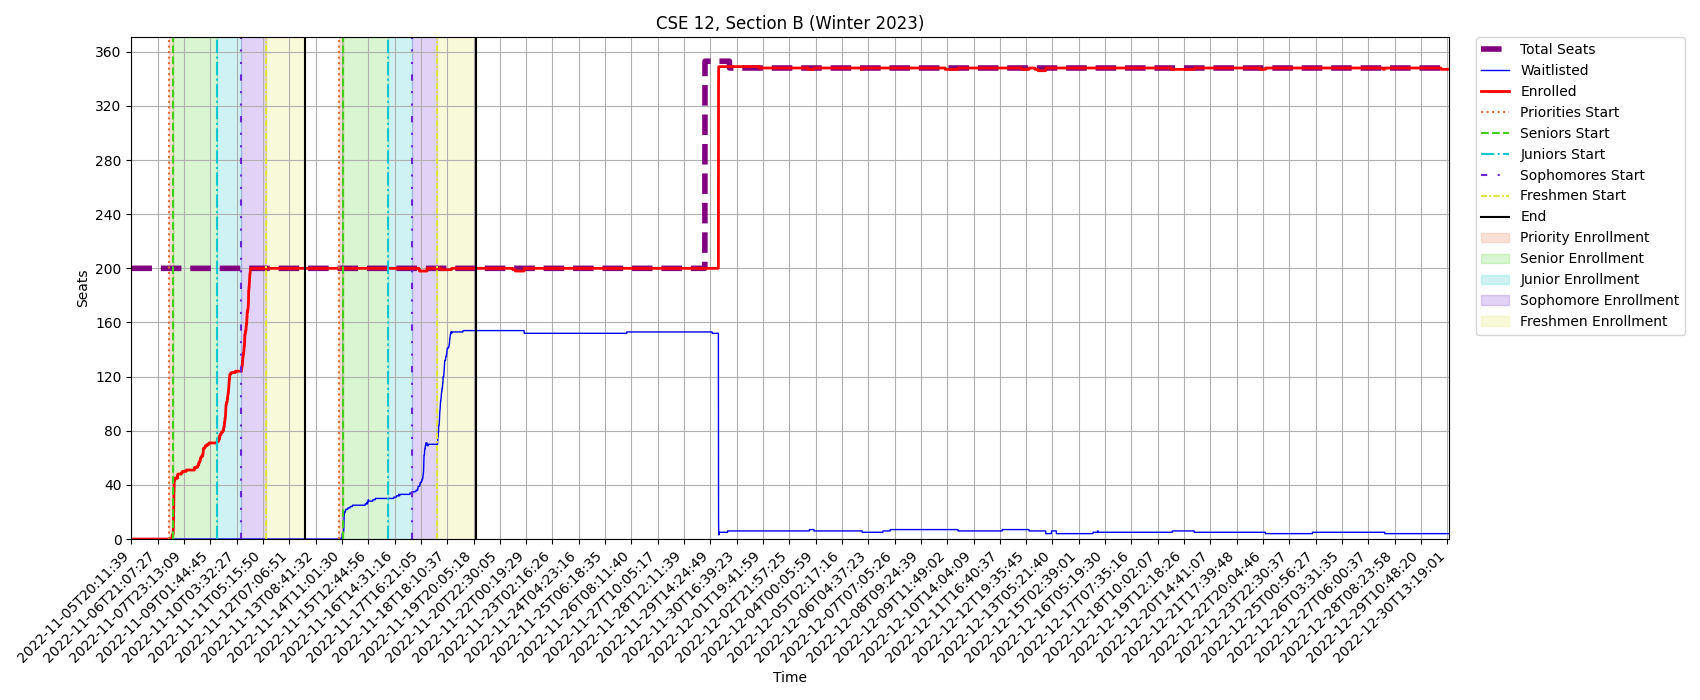 CSE 12, Section B (Winter 2023)
Seats
360
320
280
240
200
160
120
80
40
0
2022-11-05T20:11:39
2022-11-06T21:07:27
2022-11-07T23:13:09
2022-11-09T01:44:45
2022-11-10T03:32:27
2022-11-11T05:15:50
2022-11-12T07:06:51
2022-11-13T08:41:32
2022-11-14T11:01:30
2022-11-15T12:44:56
2022-11-16T14:31:16
2022-11-17T16:21:05
2022-11-18T18:10:37
2022-11-19T20:05:18
2022-11-20T22:30:05
2022-11-22T00:19:29
2022-11-23T02:16:26
2022-11-24T04:23:16
2022-11-25T06:18:35
2022-11-26T08:11:40
2022-11-27T10:05:17
2022-11-28T12:11:39
2022-11-29T14:24:49
2022-11-30T16:39:23
2022-12-01T19:41:59
2022-12-02T21:57:25
2022-12-04T00:05:59
2022-12-05T02:17:16
2022-12-06T04:37:23
2022-12-07T07:05:26
2022-12-08T09:24:39
2022-12-09T11:49:02
2022-12-10T14:04:09
2022-12-11T16:40:37
2022-12-12T19:35:45
2022-12-13T05:21:40
2022-12-15T02:39:01
2022-12-16T05:19:30
2022-12-17T07:35:16
2022-12-18T10:02:07
2022-12-19T12:18:26
2022-12-20T14:41:07
2022-12-21T17:39:48
2022-12-22T20:04:46
2022-12-23T22:30:37
2022-12-25T00:56:27
2022-12-26T03:31:35
2022-12-27T06:00:37
2022-12-28T08:23:58
2022-12-29T10:48:20
2022-12-30T13:19:01
Time
Total Seats
Waitlisted
Enrolled
Priorities Start
Seniors Start
Juniors Start
Sophomores Start
Freshmen Start
End
Priority Enrollment
Senior Enrollment
Junior Enrollment
Sophomore Enrollment
Freshmen Enrollment